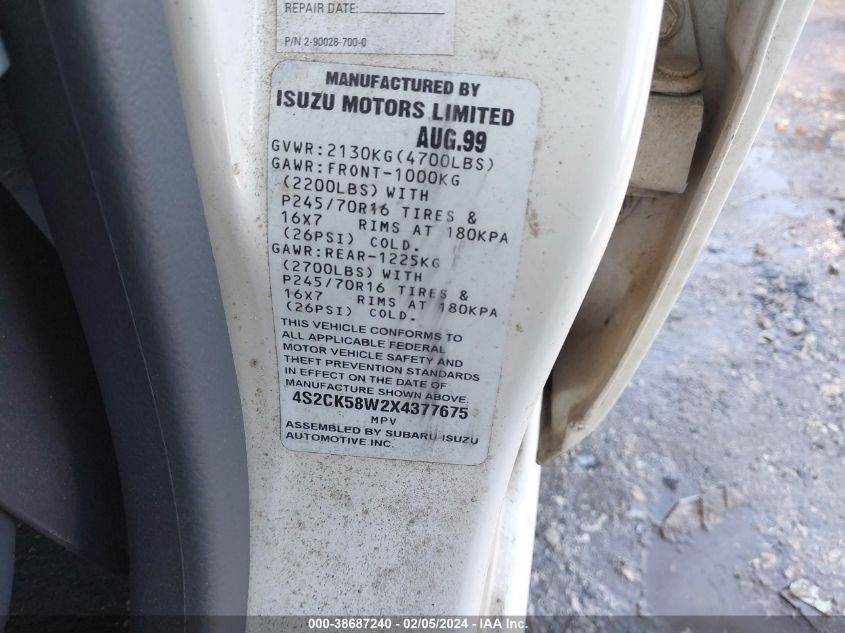 REPAIR DATE:
P/N 2-90028-700-0
MANUFACTURED BY
ISUZU MOTORS LIMITED
AUG.99
GVWR:2130KG(4700LBS)
GAWR:FRONT-1000KG
(2200LBS) WITH
P245/70R16 TIRES &
16X7 RIMS AT 180KPA
(26PSI) COLD.
GAWR:REAR-1225KG
(2700LBS) WITH
P245/70R16 TIRES &
16X7 RIMS AT 180KPA
(26PSI) COLD.
THIS VEHICLE CONFORMS TO
ALL APPLICABLE FEDERAL
MOTOR VEHICLE SAFETY AND
THEFT PREVENTION STANDARDS
IN EFFECT ON THE DATE OF
MANUFACTURE SHOWN ABOVE.
4S2CK58W2X4377675
MPV
ASSEMBLED BY SUBARU-ISUZU
AUTOMOTIVE INC.
000-38687240 - 02/05/2024 - IAA Inc.